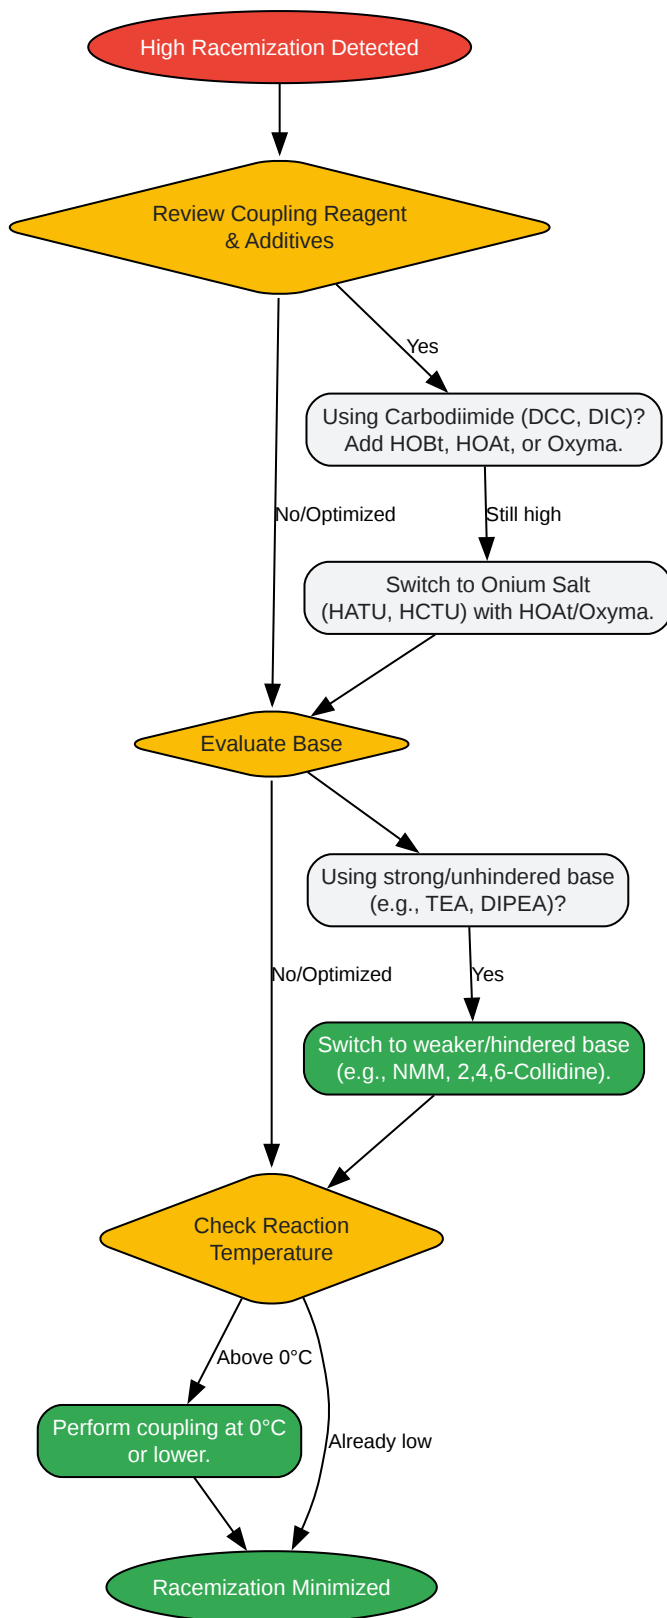 High Racemization Detected
Review Coupling Reagent
& Additives
Yes
Using Carbodiimide (DCC, DIC)?
Add HOBt, HOAt, or Oxyma.
No/Optimized
Still high
Switch to Onium Salt
(HATU, HCTU) with HOAt/Oxyma.
Evaluate Base
Using strong/unhindered base
(e.g., TEA, DIPEA)?
No/Optimized
Yes
Switch to weaker/hindered base
(e.g., NMM, 2,4,6-Collidine).
Check Reaction
Temperature
Above 0°C
Perform coupling at 0°C
or lower.
Already low
Racemization Minimized